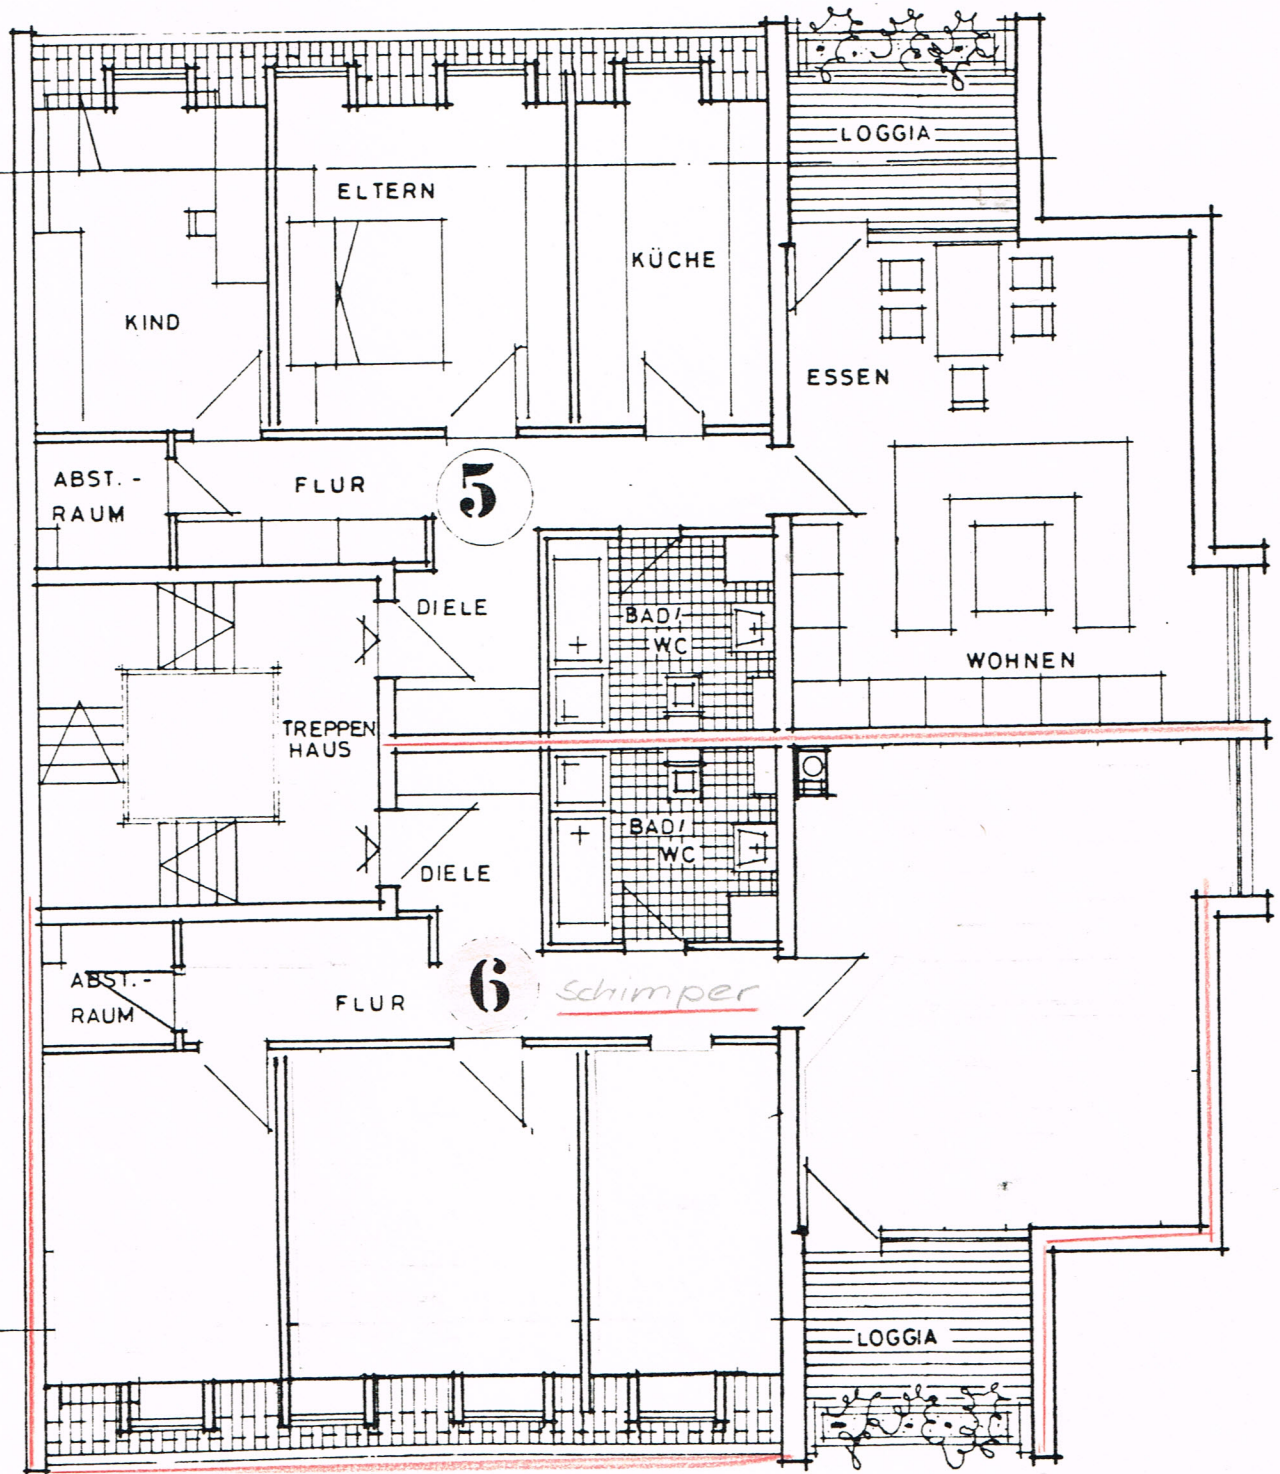 LOGGIA
ELTERN
KÜCHE
KIND
ESSEN
ABST.-
RAUM
FLUR
5
DIELE
BAD/
WC
WOHNEN
TREPPEN
HAUS
BAD/
WC
DIELE
ABST.-
RAUM
FLUR
6
Schimper
LOGGIA